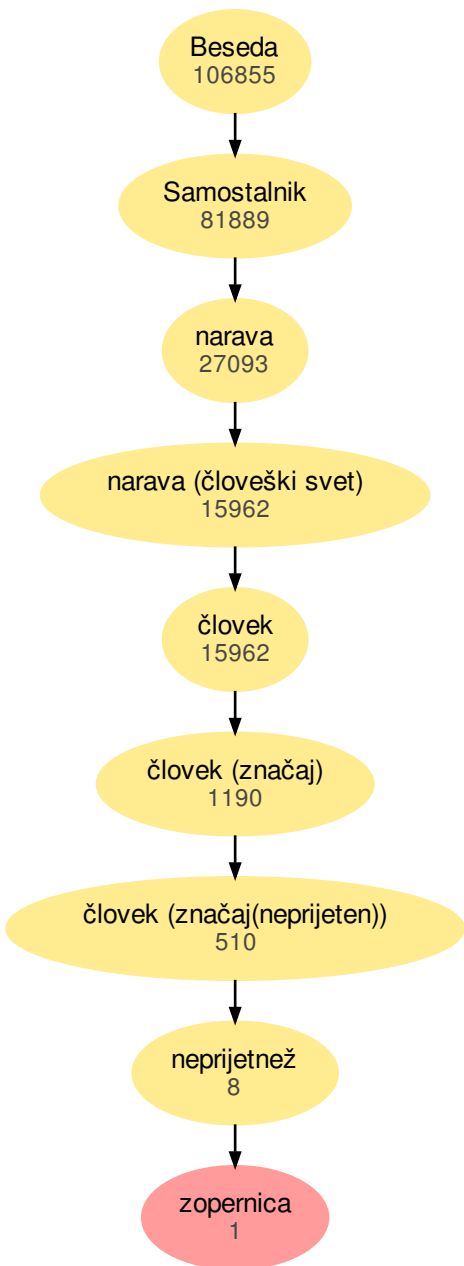 Beseda
106855
Samostalnik
81889
narava
27093
narava (človeški svet)
15962
človek
15962
človek (značaj)
1190
človek (značaj(neprijeten))
510
neprijetnež
8
zopernica
1